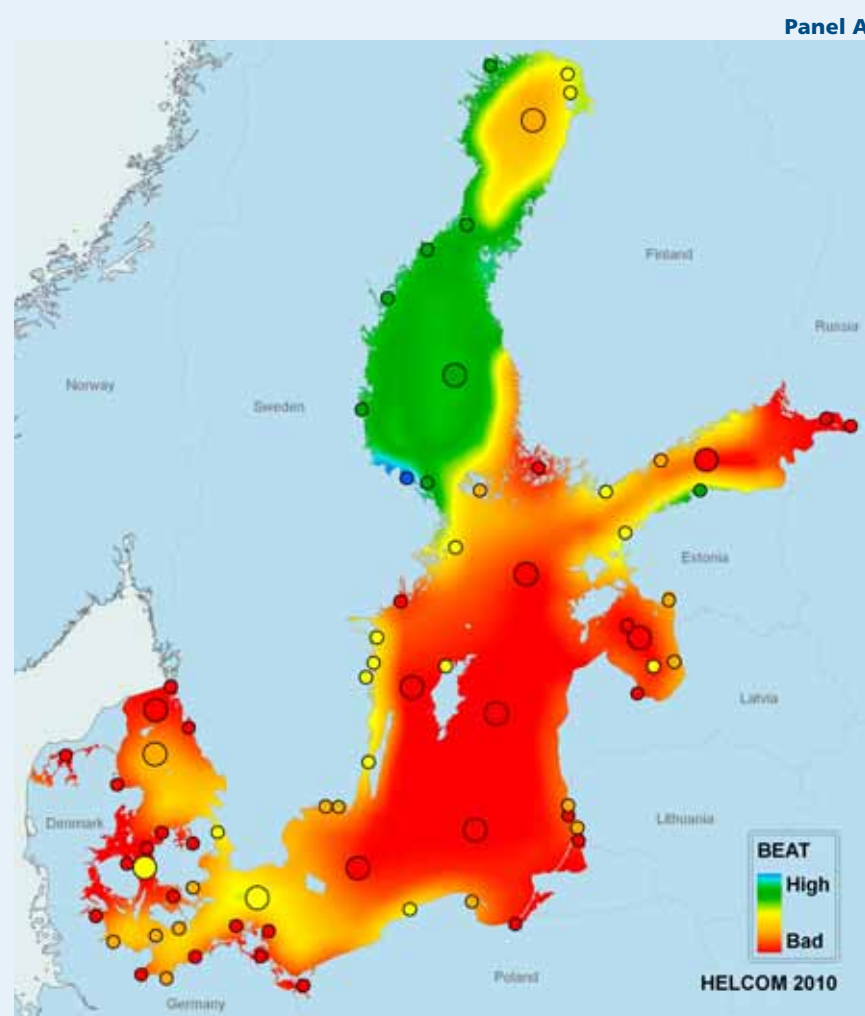 Panel A
Finland
Russia
Norway
Sweden
Estonia
Latvia
Denmark
Lithuania
BEAT
High
Bad
Poland
HELCOM 2010
Germany